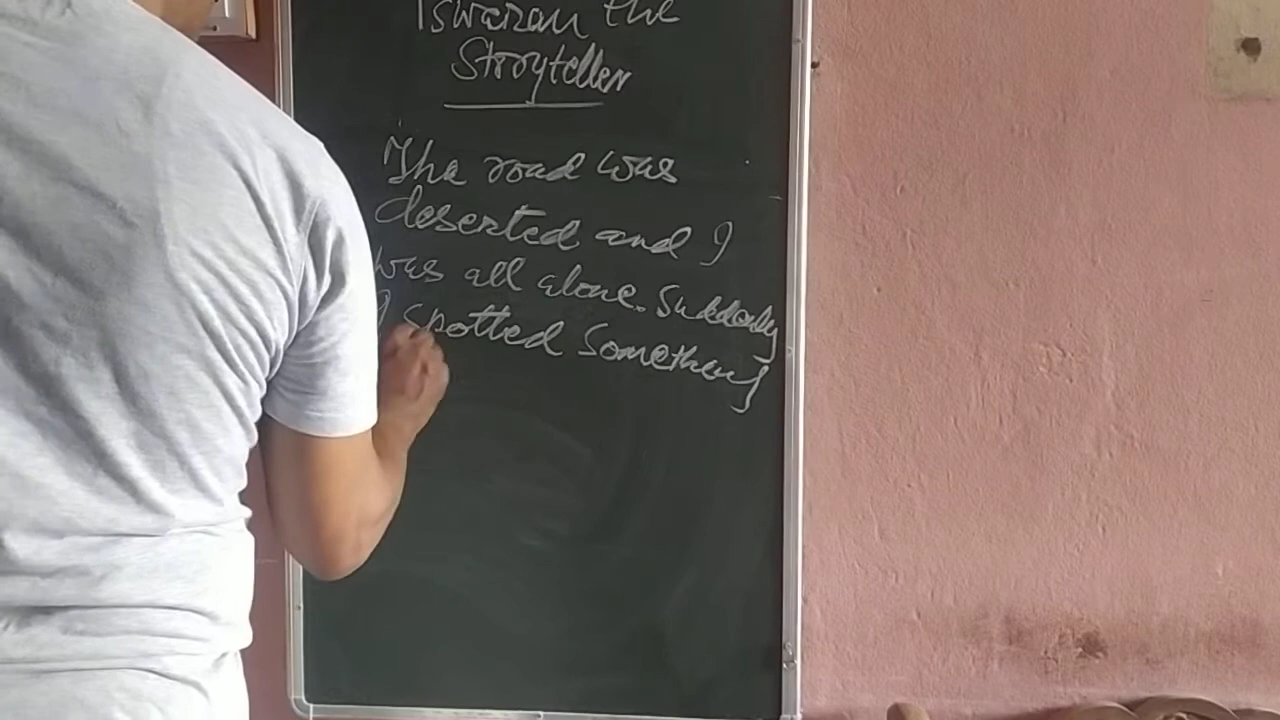 Iswaran the
Storyteller
The road was
deserted and I
was all alone. Suddenly
I spotted Something